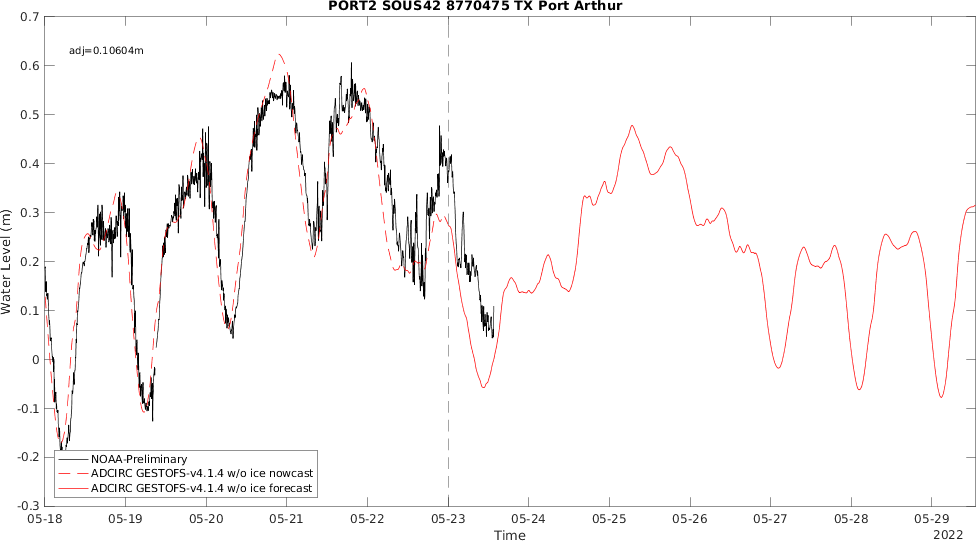 PORT2 SOUS42 8770475 TX Port Arthur
0.7
0.6
0.5
0.4
0.3
0.2
0.1
0
-0.1
-0.2
-0.3
Water Level (m)
adj=0.10604m
NOAA-Preliminary
ADCIRC GESTOFS-v4.1.4 w/o ice nowcast
ADCIRC GESTOFS-v4.1.4 w/o ice forecast
05-18 05-19 05-20 05-21 05-22 05-23 05-24 05-25 05-26 05-27 05-28 05-29
Time
2022